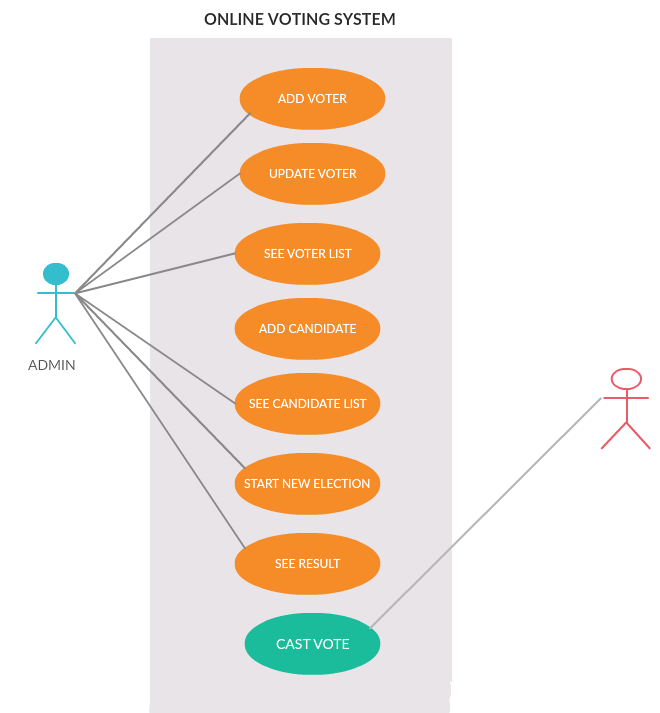 ONLINE VOTING SYSTEM
ADD VOTER
UPDATE VOTER
SEE VOTER LIST
ADD CANDIDATE
ADMIN
SEE CANDIDATE LIST
START NEW ELECTION
SEE RESULT
CAST VOTE